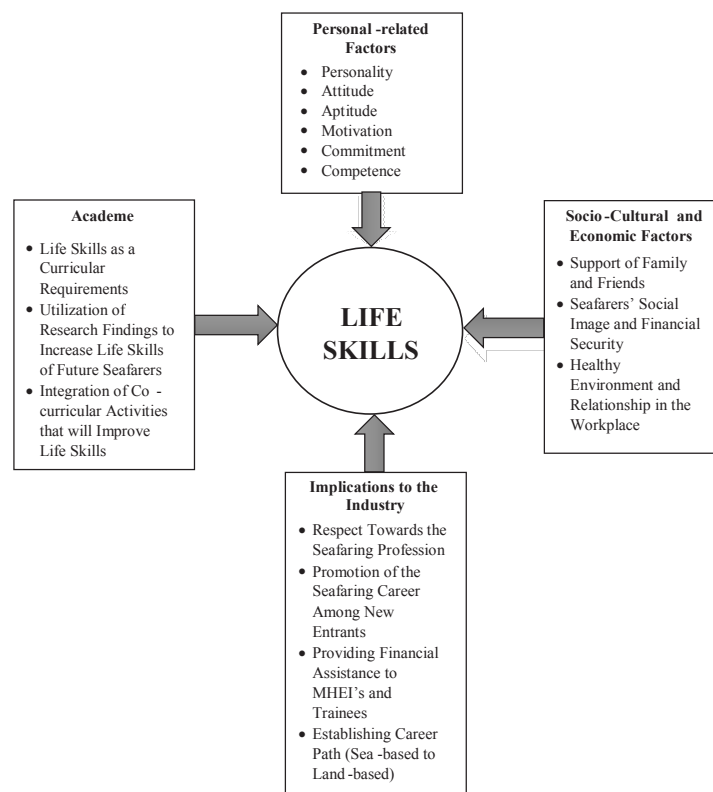 Personal -related
Factors
• Personality
• Attitude
• Aptitude
• Motivation
• Commitment
• Competence
Academe
• Life Skills as a
Curricular
Requirements
• Utilization of
Research Findings to
Increase Life Skills
of Future Seafarers
• Integration of Co -
curricular Activities
that will Improve
Life Skills
LIFE
SKILLS
Socio -Cultural and
Economic Factors
• Support of Family
and Friends
• Seafarers’ Social
Image and Financial
Security
• Healthy
Environment and
Relationship in the
Workplace
Implications to the
Industry
• Respect Towards the
Seafaring Profession
• Promotion of the
Seafaring Career
Among New
Entrants
• Providing Financial
Assistance to
MHEI’s and
Trainees
• Establishing Career
Path (Sea -based to
Land -based)